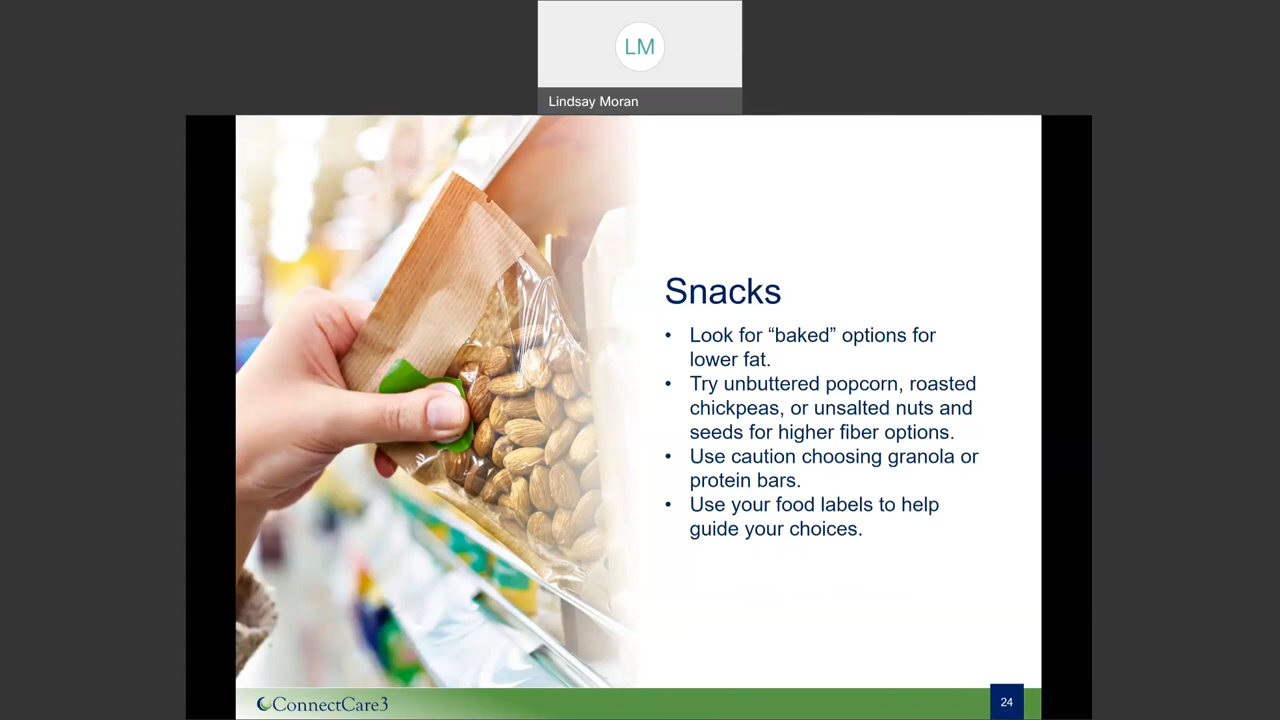 LM
Lindsay Moran
Snacks
• Look for “baked” options for
lower fat.
• Try unbuttered popcorn, roasted
chickpeas, or unsalted nuts and
seeds for higher fiber options.
• Use caution choosing granola or
protein bars.
• Use your food labels to help
guide your choices.
ConnectCare3
24